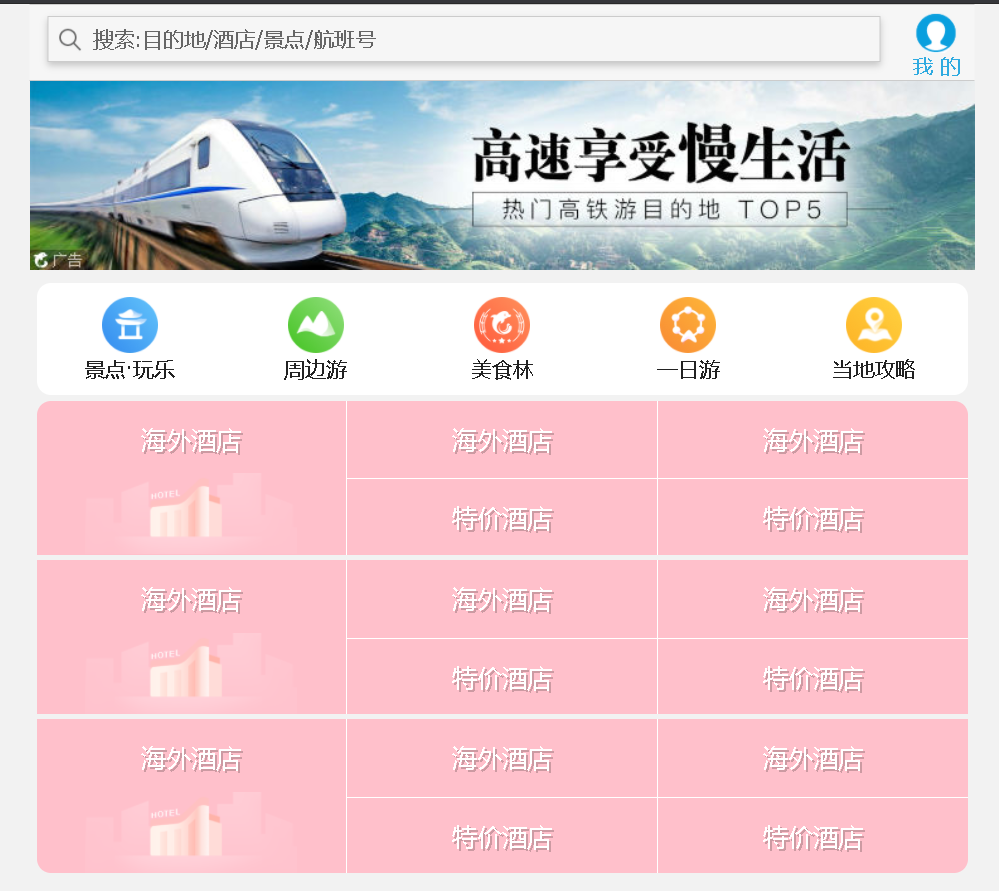 搜索:目的地/酒店/景点/航班号
我的
高速享受慢生活
热门高铁游目的地 TOP5
广告
景点·玩乐
周边游
美食林
一日游
当地攻略
海外酒店
海外酒店
海外酒店
HOTEL
特价酒店
特价酒店
海外酒店
海外酒店
海外酒店
HOTEL
特价酒店
特价酒店
海外酒店
海外酒店
海外酒店
HOTEL
特价酒店
特价酒店